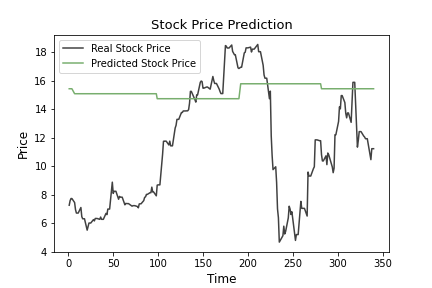 Stock Price Prediction
Real Stock Price
Predicted Stock Price
Price
18
16
14
12
10
8
6
4
0 50 100 150 200 250 300 350
Time